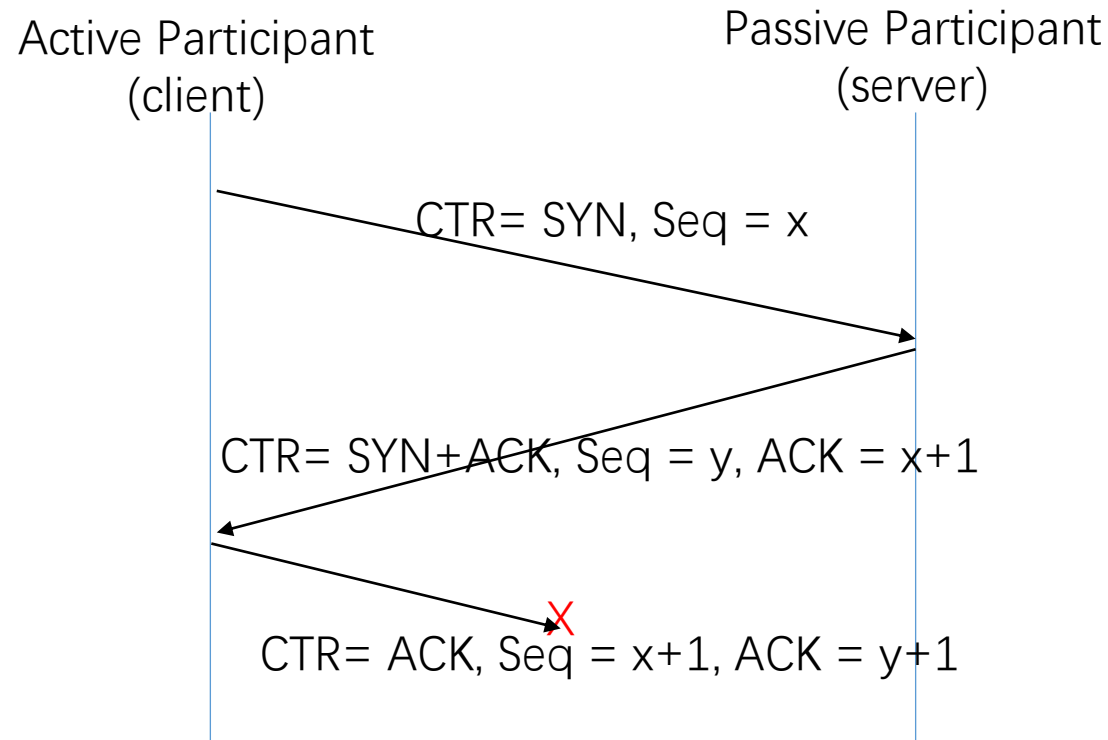 Active Participant
(client)
Passive Participant
(server)
CTR= SYN, Seq = x
CTR= SYN+ACK, Seq = y, ACK = x+1
X
CTR= ACK, Seq = x+1, ACK = y+1